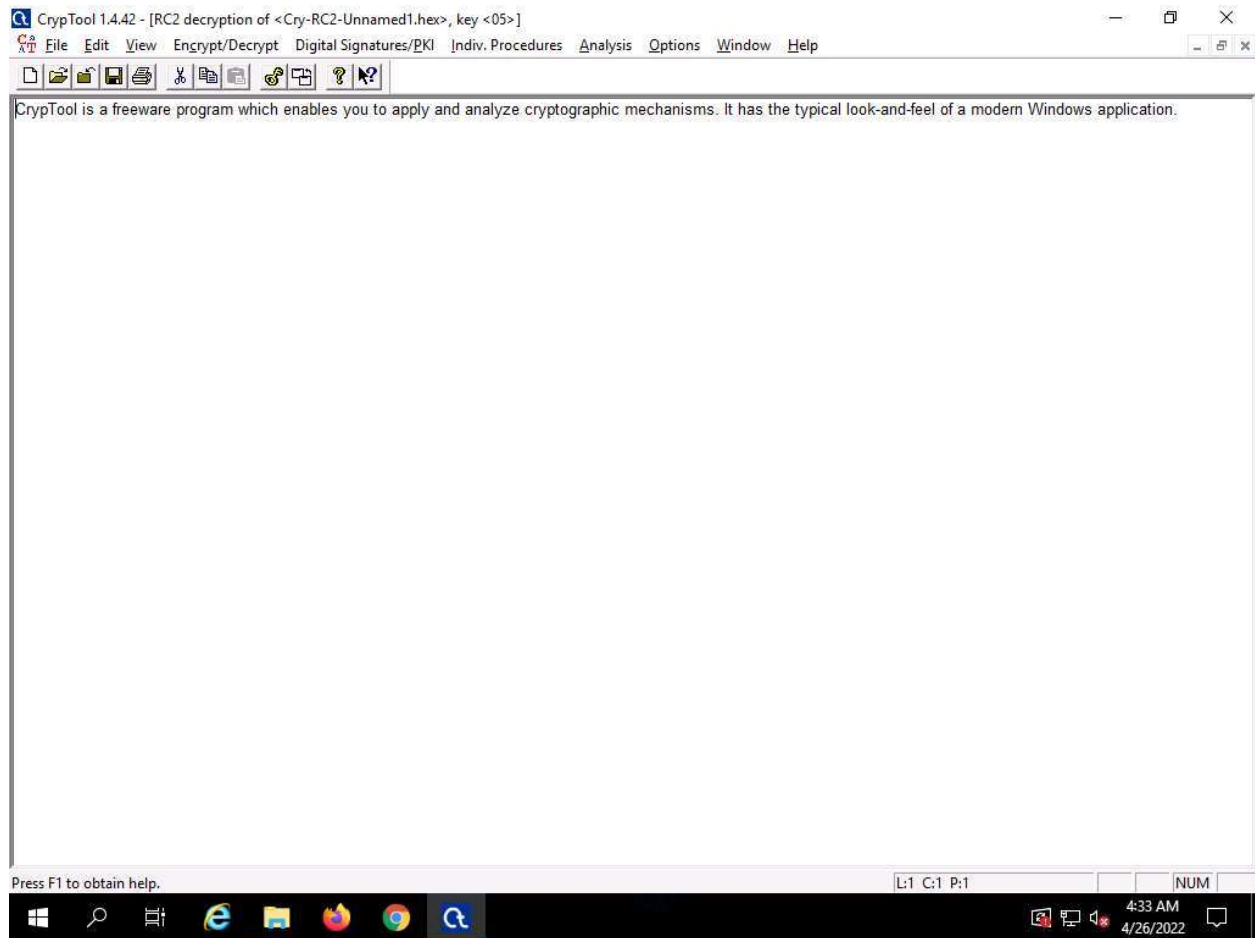 CrypTool 1.4.42 - [RC2 decryption of <Cry-RC2-Unnamed1.hex>, key <05>]
File Edit View Encrypt/Decrypt Digital Signatures/PKI Indiv. Procedures Analysis Options Window Help
CrypTool is a freeware program which enables you to apply and analyze cryptographic mechanisms. It has the typical look-and-feel of a modern Windows application.
Press F1 to obtain help. L:1 C:1 P:1 NUM
4:33 AM
4/26/2022